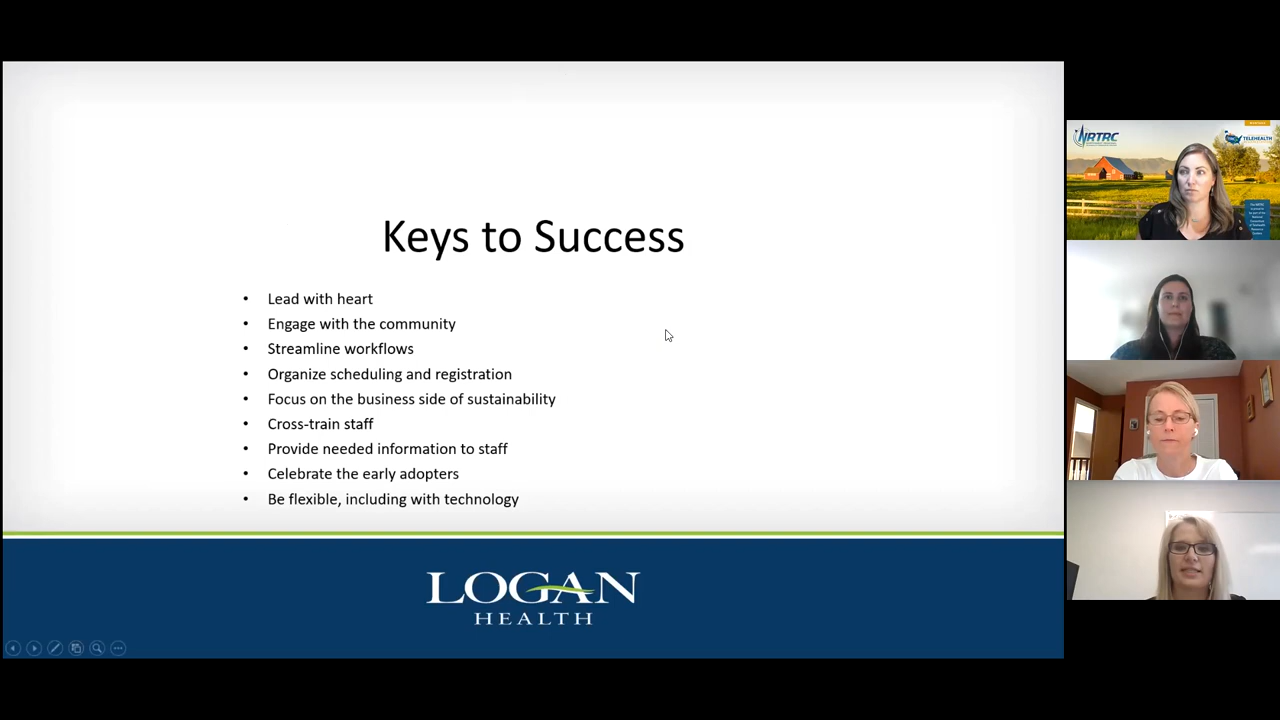 Keys to Success
• Lead with heart
• Engage with the community
• Streamline workflows
• Organize scheduling and registration
• Focus on the business side of sustainability
• Cross-train staff
• Provide needed information to staff
• Celebrate the early adopters
• Be flexible, including with technology
LOGAN
HEALTH
NRTRC
TELEHEALTH